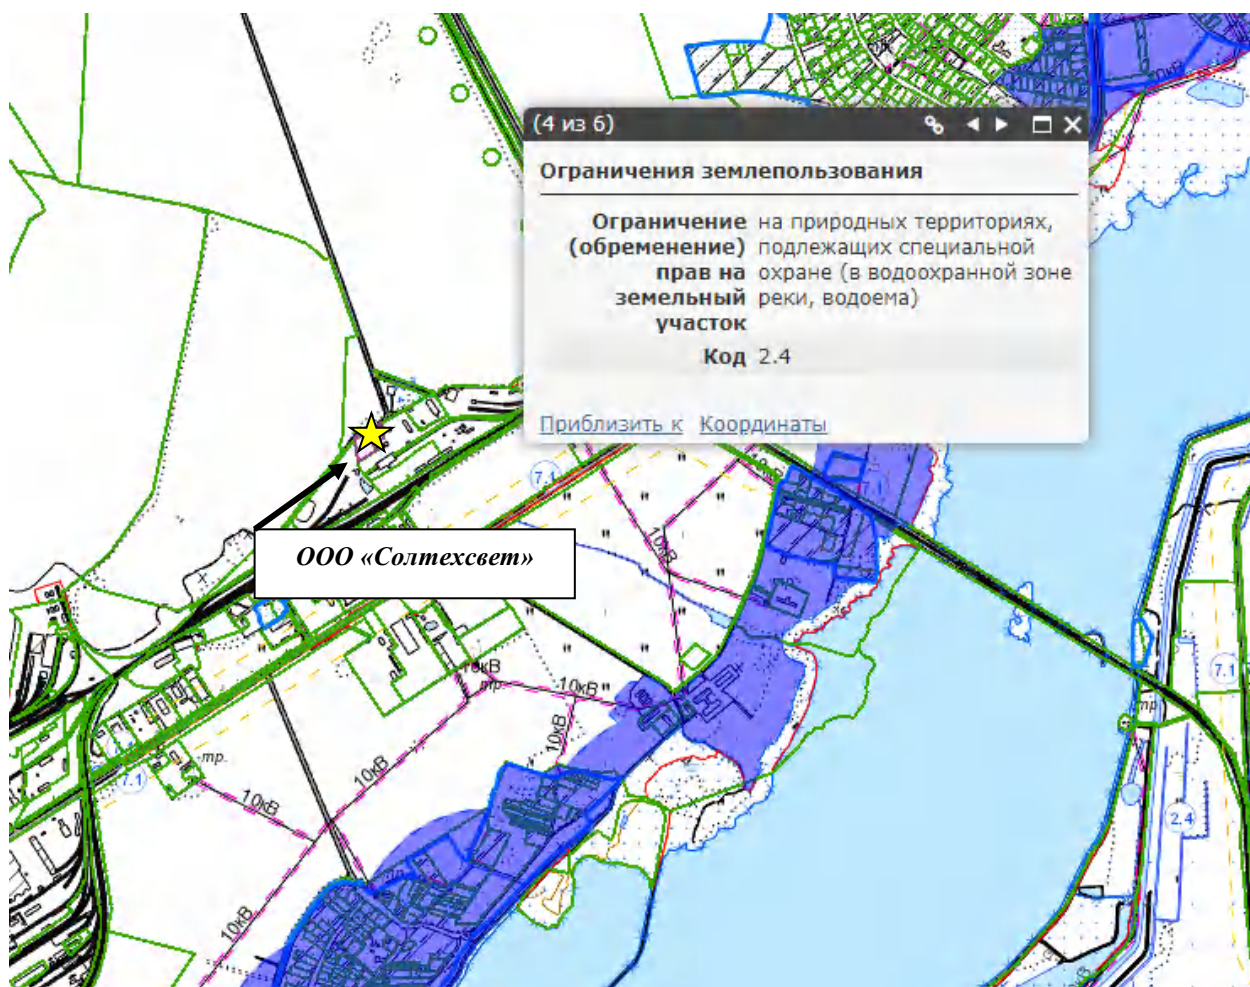 (4 из 6)
Ограничения землепользования
Ограничение на природных территориях,
(обременение) подлежащих специальной
прав на охране (в водоохранной зоне
земельный реки, водоема)
участок
Код 2.4
Приблизить к Координаты
7.1
7.1
10кВ
ООО «Солтехсвет»
10кВ
тр.
10кВ
7.1
тр.
10кВ
тр.
7.1
10кВ
10кВ
2.4
10кВ